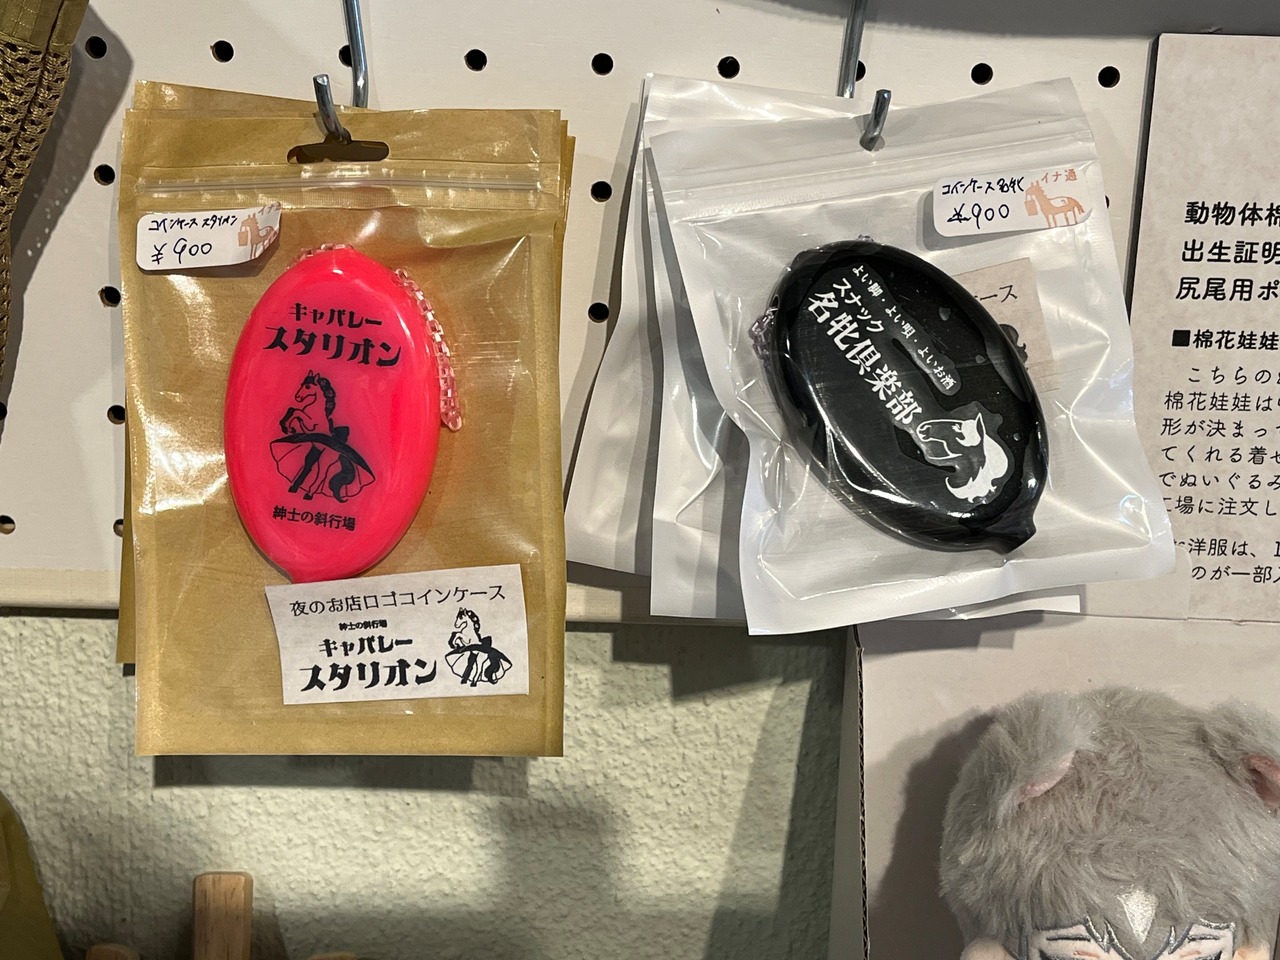 コインケース スタリオン
¥900
キャバレー
スタリオン
紳士の斜行場
夜のお店ロゴコインケース
紳士の斜行場
キャバレー
スタリオン
コインケース 名牝
イナ通
¥900
よい脚・よい唄・よいお酒
スナック
名牝倶楽部
ース
動物体棉
出生証明
尻尾用ポ
■棉花娃娃
こちらの
棉花娃娃は
形が決まっ
てくれる着せ
でぬいぐるみ
工場に注文し
お洋服は、
のが一部